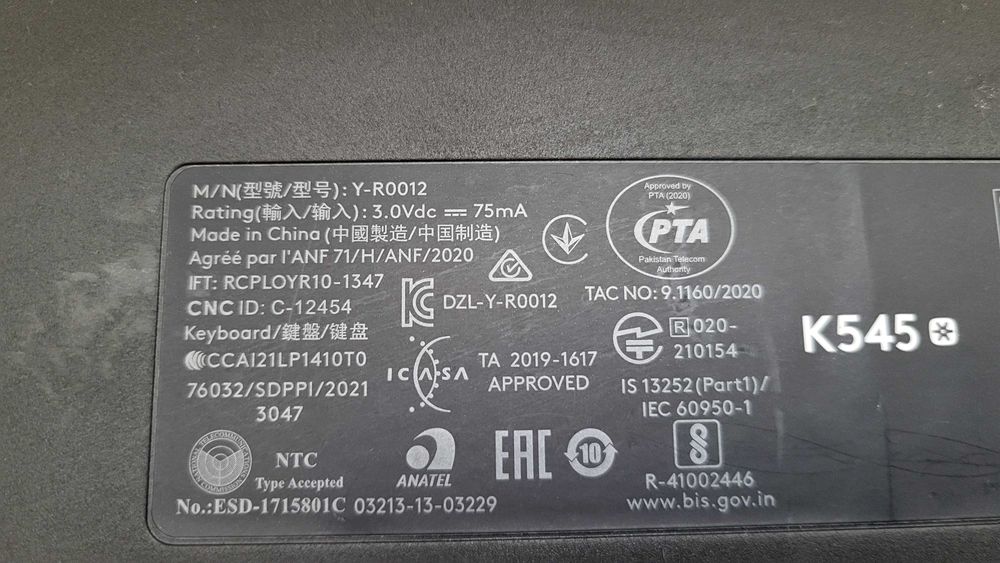 M/N(型號/型号): Y-R0012
Rating(輸入/输入): 3.0Vdc ⎓ 75mA
Made in China (中國製造/中国制造)
Agréé par l'ANF 71/H/ANF/2020
IFT: RCPLOYR10-1347
CNC ID: C-12454
Keyboard/鍵盤/键盘
CCAI21LP1410T0
76032/SDPPI/2021
3047
DZL-Y-R0012
ICASA
TA 2019-1617
APPROVED
Approved by
PTA (2020)
PTA
Pakistan Telecom
Authority
TAC NO: 9.1160/2020
R 020-
210154
IS 13252(Part1)/
IEC 60950-1
R-41002446
www.bis.gov.in
K545
NTC
Type Accepted
No.:ESD-1715801C
ANATEL
03213-13-03229
EAC
10